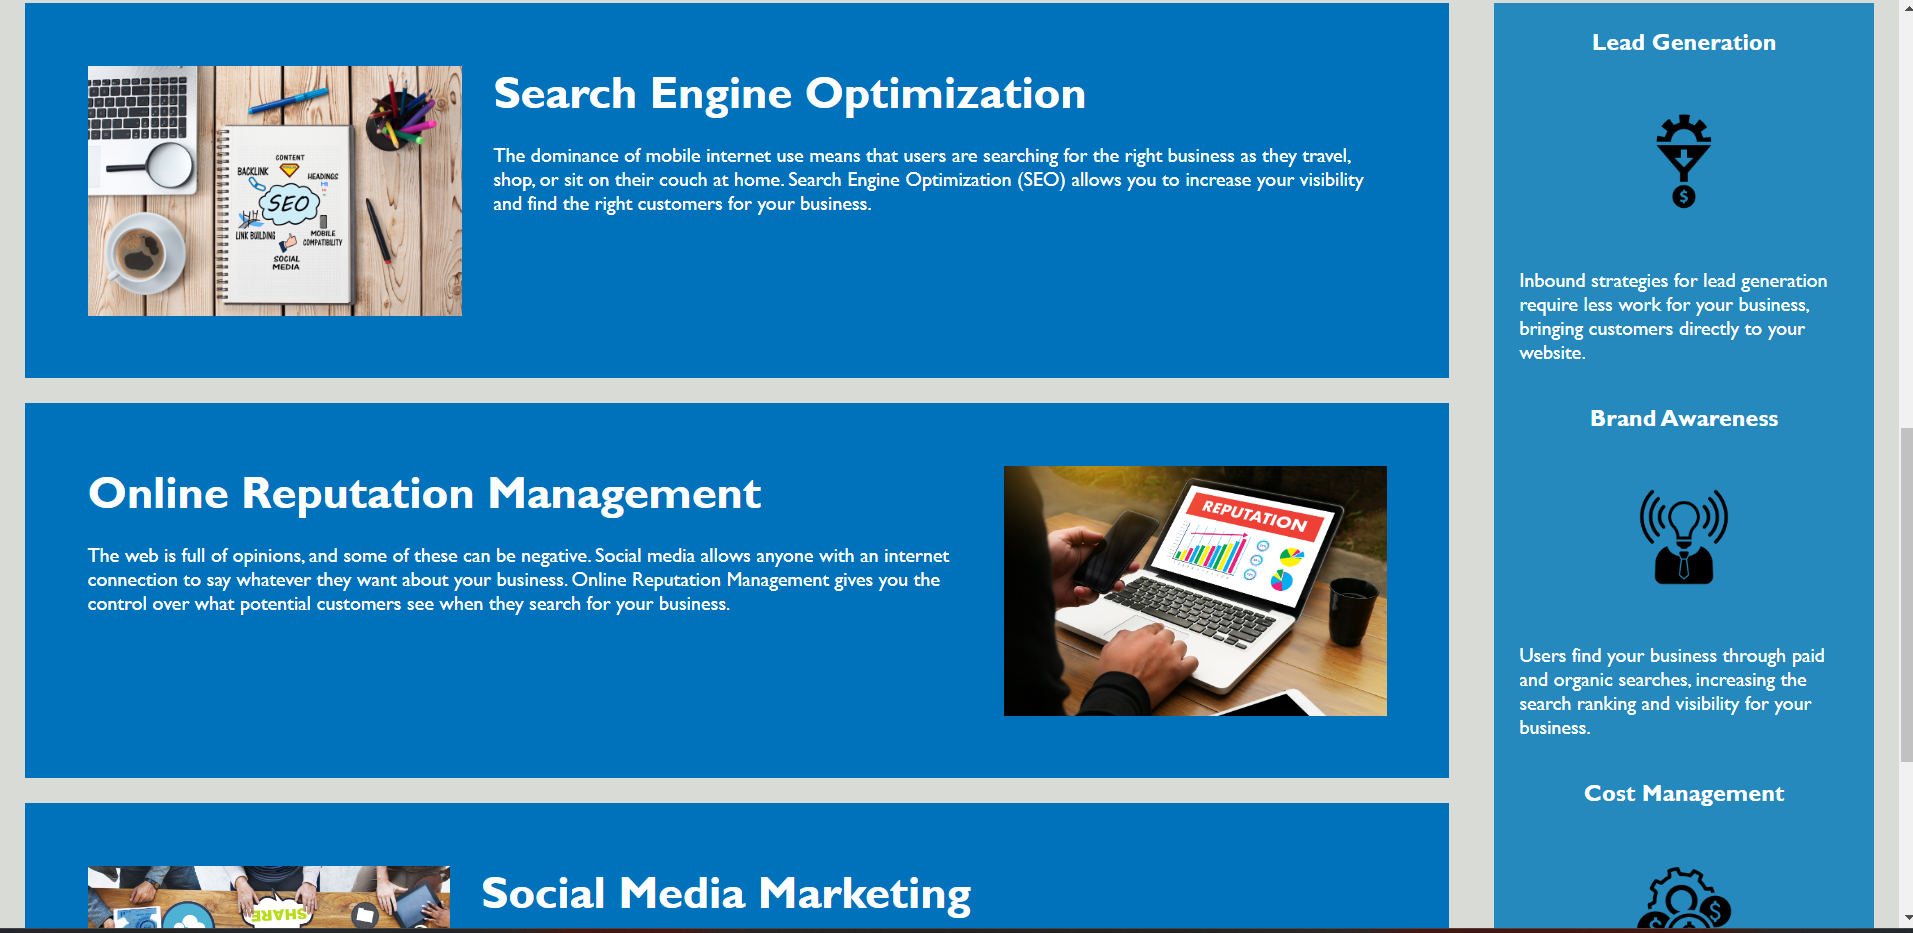 Search Engine Optimization
The dominance of mobile internet use means that users are searching for the right business as they travel,
shop, or sit on their couch at home. Search Engine Optimization (SEO) allows you to increase your visibility
and find the right customers for your business.
CONTENT
BACKLINK
HEADINGS
SEO
LINK BUILDING
MOBILE
COMPATIBILITY
SOCIAL
MEDIA
Online Reputation Management
The web is full of opinions, and some of these can be negative. Social media allows anyone with an internet
connection to say whatever they want about your business. Online Reputation Management gives you the
control over what potential customers see when they search for your business.
REPUTATION
Social Media Marketing
SHARE
Lead Generation
$
Inbound strategies for lead generation
require less work for your business,
bringing customers directly to your
website.
Brand Awareness
Users find your business through paid
and organic searches, increasing the
search ranking and visibility for your
business.
Cost Management
$
$